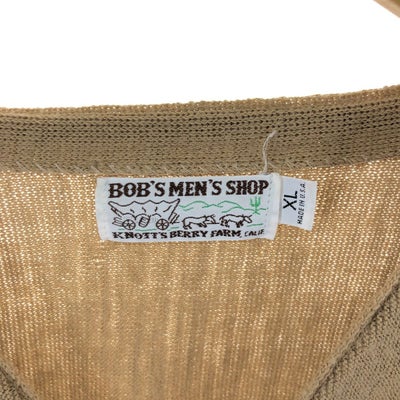 BOB'S MEN'S SHOP
KNOTT'S BERRY FARM, CALIF.
XL
MADE IN U.S.A.